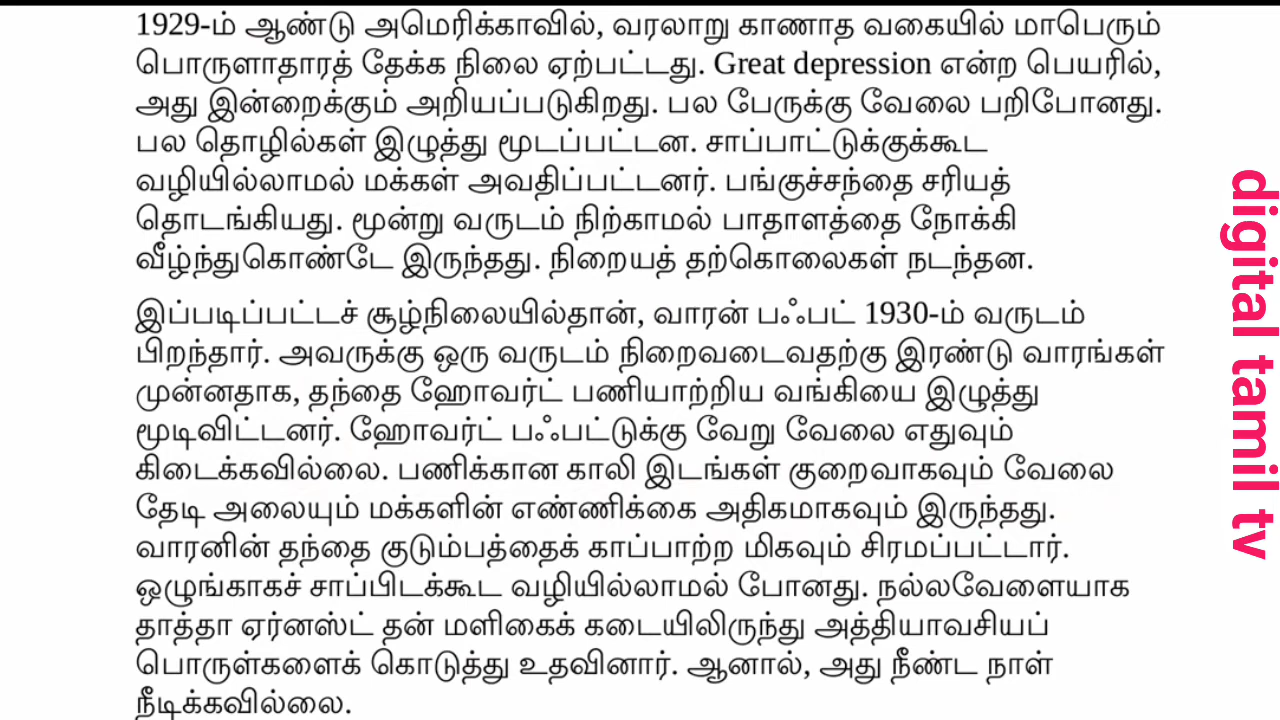 1929-ம் ஆண்டு அமெரிக்காவில், வரலாறு காணாத வகையில் மாபெரும்
பொருளாதாரத் தேக்க நிலை ஏற்பட்டது. Great depression என்ற பெயரில்,
அது இன்றைக்கும் அறியப்படுகிறது. பல பேருக்கு வேலை பறிபோனது.
பல தொழில்கள் இழுத்து மூடப்பட்டன. சாப்பாட்டுக்குக்கூட
வழியில்லாமல் மக்கள் அவதிப்பட்டனர். பங்குச்சந்தை சரியத்
தொடங்கியது. மூன்று வருடம் நிற்காமல் பாதாளத்தை நோக்கி
வீழ்ந்துகொண்டே இருந்தது. நிறையத் தற்கொலைகள் நடந்தன.
இப்படிப்பட்டச் சூழ்நிலையில்தான், வாரன் பஃபட் 1930-ம் வருடம்
பிறந்தார். அவருக்கு ஒரு வருடம் நிறைவடைவதற்கு இரண்டு வாரங்கள்
முன்னதாக, தந்தை ஹோவர்ட் பணியாற்றிய வங்கியை இழுத்து
மூடிவிட்டனர். ஹோவர்ட் பஃபட்டுக்கு வேறு வேலை எதுவும்
கிடைக்கவில்லை. பணிக்கான காலி இடங்கள் குறைவாகவும் வேலை
தேடி அலையும் மக்களின் எண்ணிக்கை அதிகமாகவும் இருந்தது.
வாரனின் தந்தை குடும்பத்தைக் காப்பாற்ற மிகவும் சிரமப்பட்டார்.
ஒழுங்காகச் சாப்பிடக்கூட வழியில்லாமல் போனது. நல்லவேளையாக
தாத்தா ஏர்னஸ்ட் தன் மளிகைக் கடையிலிருந்து அத்தியாவசியப்
பொருள்களைக் கொடுத்து உதவினார். ஆனால், அது நீண்ட நாள்
நீடிக்கவில்லை.
digital tamil tv